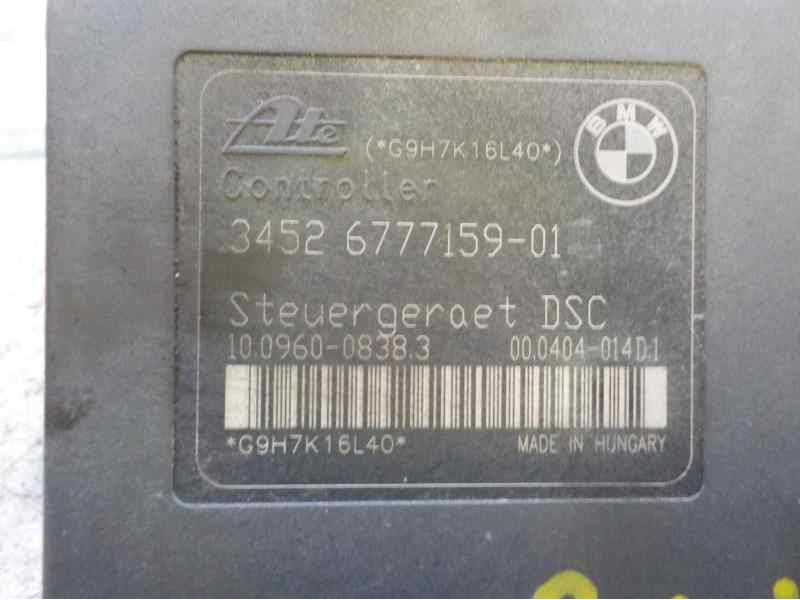 Ate (*G9H7K16L40*) BMW
Controller
3452 6777159-01
Steuergeraet DSC
10.0960-0838.3 00.0404-014D.1
*G9H7K16L40* MADE IN HUNGARY